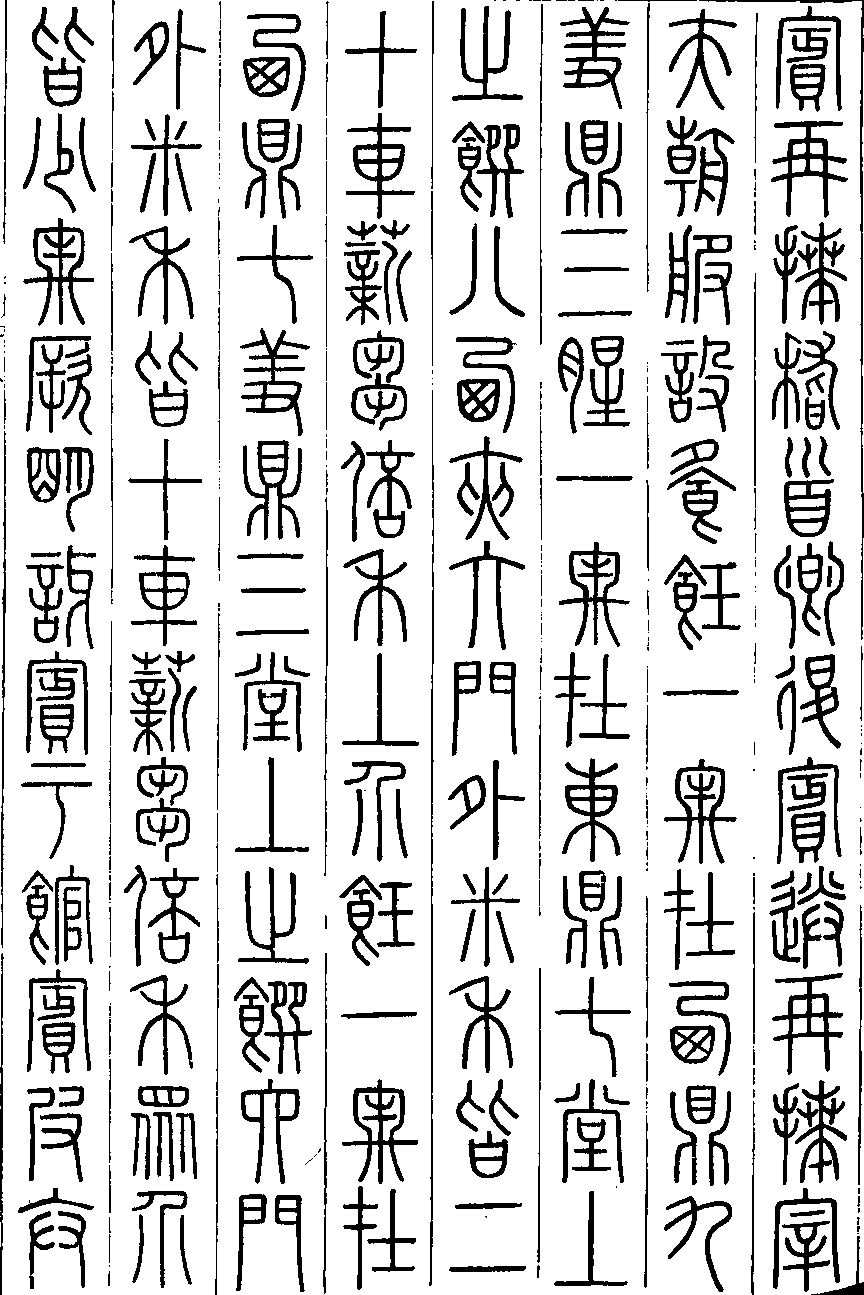 賓再拜稽首卿退賓送再拜宰
夫朝服設飧飪一牢在西鼎九
羞鼎三腥一牢在東鼎七堂上
之饌八西夾六門外米禾皆二
十車薪芻倍禾上介飪一牢在
西鼎七羞鼎三堂上之饌六門
外米禾皆十車薪芻倍禾眾介
皆少牢厥明訝賓于館賓皮弁